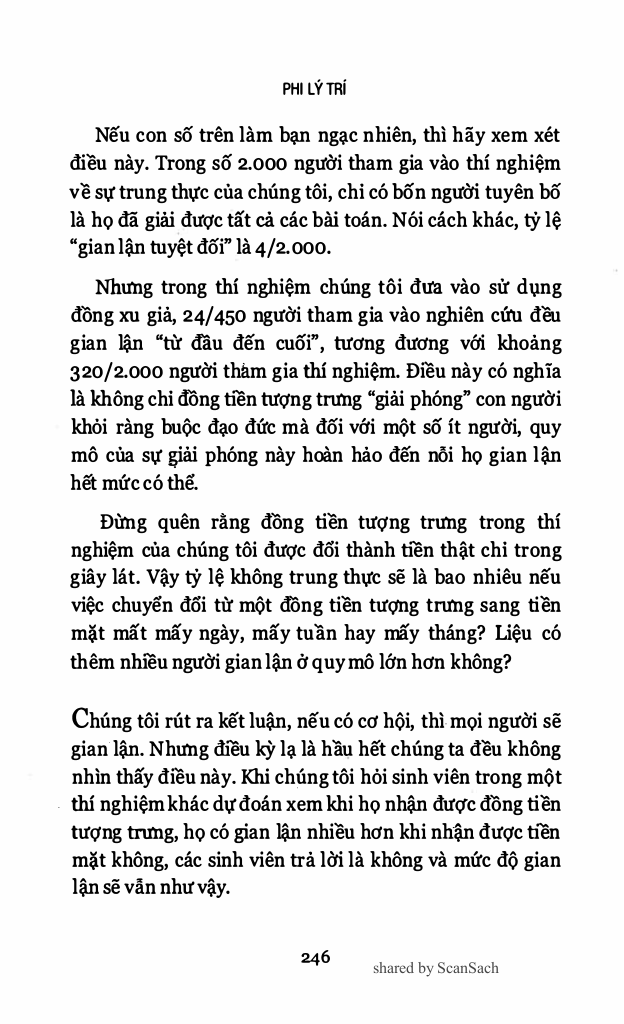 PHI LÝ TRÍ
Nếu con số trên làm bạn ngạc nhiên, thì hãy xem xét
điều này. Trong số 2.000 người tham gia vào thí nghiệm
về sự trung thực của chúng tôi, chỉ có bốn người tuyên bố
là họ đã giải được tất cả các bài toán. Nói cách khác, tỷ lệ
“gian lận tuyệt đối” là 4/2.000.
Nhưng trong thí nghiệm chúng tôi đưa vào sử dụng
đồng xu giả, 24/450 người tham gia vào nghiên cứu đều
gian lận “từ đầu đến cuối”, tương đương với khoảng
320/2.000 người tham gia thí nghiệm. Điều này có nghĩa
là không chỉ đồng tiền tượng trưng “giải phóng” con người
khỏi ràng buộc đạo đức mà đối với một số ít người, quy
mô của sự giải phóng này hoàn hảo đến nỗi họ gian lận
hết mức có thể.
Đừng quên rằng đồng tiền tượng trưng trong thí
nghiệm của chúng tôi được đổi thành tiền thật chỉ trong
giây lát. Vậy tỷ lệ không trung thực sẽ là bao nhiêu nếu
việc chuyển đổi từ một đồng tiền tượng trưng sang tiền
mặt mất mấy ngày, mấy tuần hay mấy tháng? Liệu có
thêm nhiều người gian lận ở quy mô lớn hơn không?
Chúng tôi rút ra kết luận, nếu có cơ hội, thì mọi người sẽ
gian lận. Nhưng điều kỳ lạ là hầu hết chúng ta đều không
nhìn thấy điều này. Khi chúng tôi hỏi sinh viên trong một
thí nghiệm khác dự đoán xem khi họ nhận được đồng tiền
tượng trưng, họ có gian lận nhiều hơn khi nhận được tiền
mặt không, các sinh viên trả lời là không và mức độ gian
lận sẽ vẫn như vậy.
246
shared by ScanSach